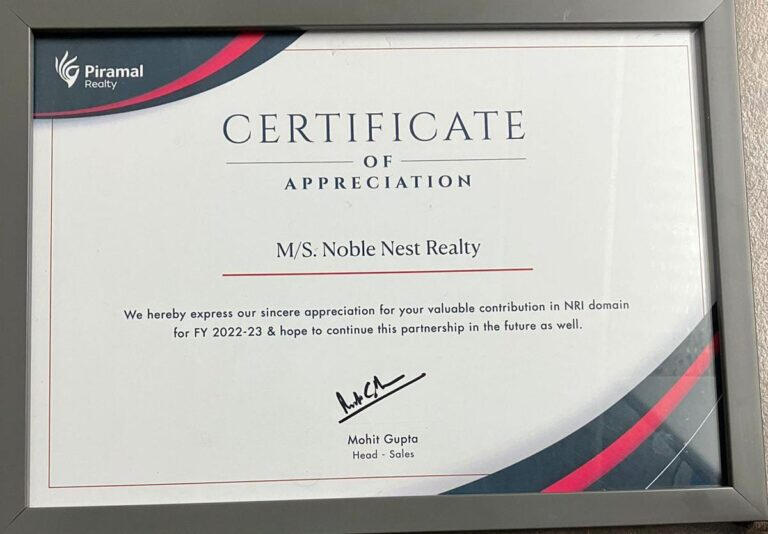 Piramal
Realty
CERTIFICATE
OF
APPRECIATION
M/S. Noble Nest Realty
We hereby express our sincere appreciation for your valuable contribution in NRI domain
for FY 2022-23 & hope to continue this partnership in the future as well.
Mohit Gupta
Head - Sales